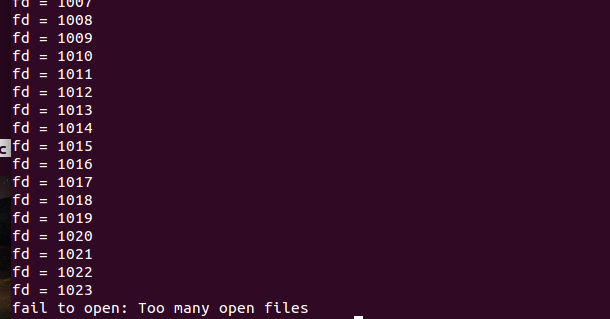 fd = 1007
fd = 1008
fd = 1009
fd = 1010
fd = 1011
fd = 1012
fd = 1013
fd = 1014
fd = 1015
fd = 1016
fd = 1017
fd = 1018
fd = 1019
fd = 1020
fd = 1021
fd = 1022
fd = 1023
fail to open: Too many open files